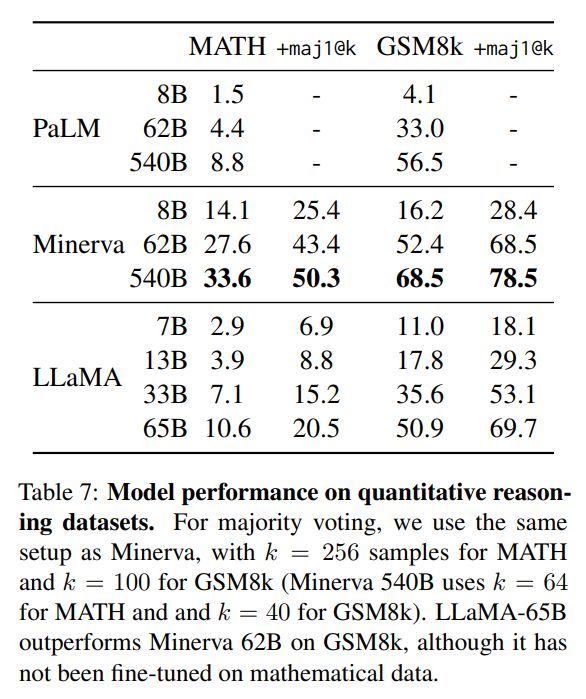 MATH +maj1@k GSM8k +maj1@k
8B 1.5 - 4.1 -
PaLM 62B 4.4 - 33.0 -
540B 8.8 - 56.5 -
8B 14.1 25.4 16.2 28.4
Minerva 62B 27.6 43.4 52.4 68.5
540B 33.6 50.3 68.5 78.5
7B 2.9 6.9 11.0 18.1
13B 3.9 8.8 17.8 29.3
LLaMA
33B 7.1 15.2 35.6 53.1
65B 10.6 20.5 50.9 69.7
Table 7: Model performance on quantitative reason-
ing datasets. For majority voting, we use the same
setup as Minerva, with k = 256 samples for MATH
and k = 100 for GSM8k (Minerva 540B uses k = 64
for MATH and and k = 40 for GSM8k). LLaMA-65B
outperforms Minerva 62B on GSM8k, although it has
not been fine-tuned on mathematical data.